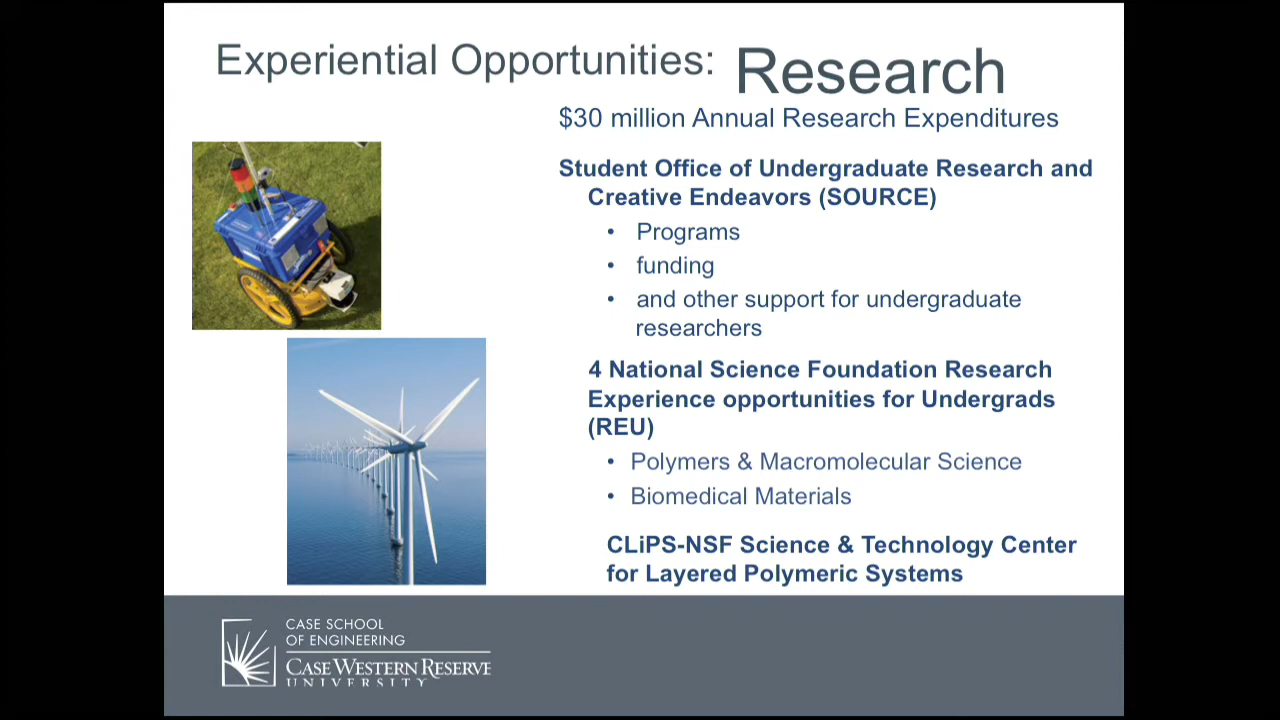 Experiential Opportunities: Research
$30 million Annual Research Expenditures
Student Office of Undergraduate Research and
Creative Endeavors (SOURCE)
• Programs
• funding
• and other support for undergraduate
researchers
4 National Science Foundation Research
Experience opportunities for Undergrads
(REU)
• Polymers & Macromolecular Science
• Biomedical Materials
CLiPS-NSF Science & Technology Center
for Layered Polymeric Systems
CASE SCHOOL
OF ENGINEERING
CASE WESTERN RESERVE
UNIVERSITY